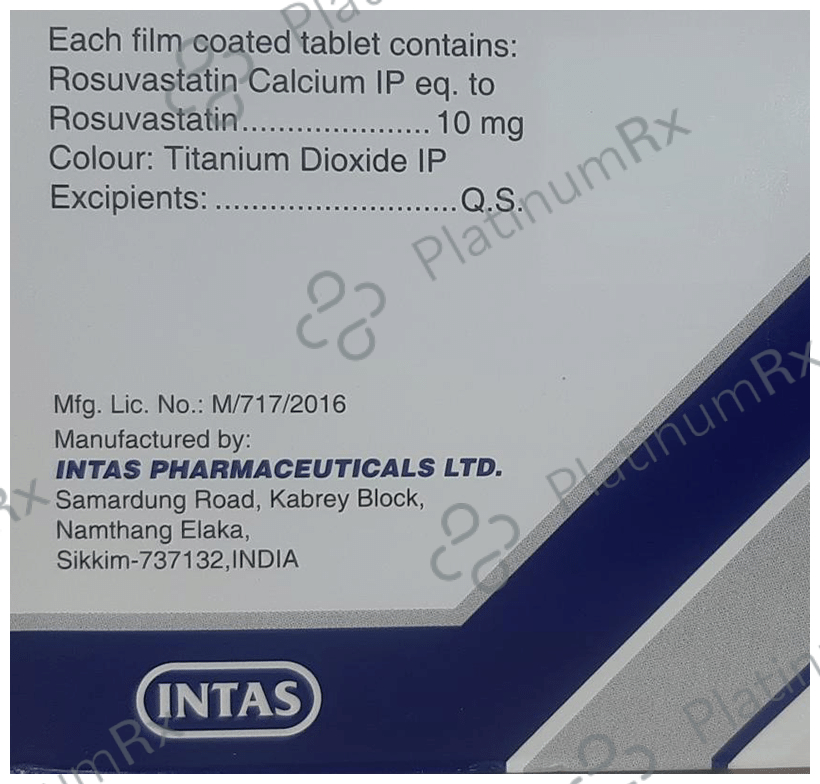 Each film coated tablet contains:
Rosuvastatin Calcium IP eq. to
Rosuvastatin..................... 10 mg
Colour: Titanium Dioxide IP
Excipients: ...........................Q.S.
PlatinumRx
Mfg. Lic. No.: M/717/2016
Manufactured by:
INTAS PHARMACEUTICALS LTD.
Samardung Road, Kabrey Block,
Namthang Elaka,
Sikkim-737132,INDIA
PlatinumRx
INTAS